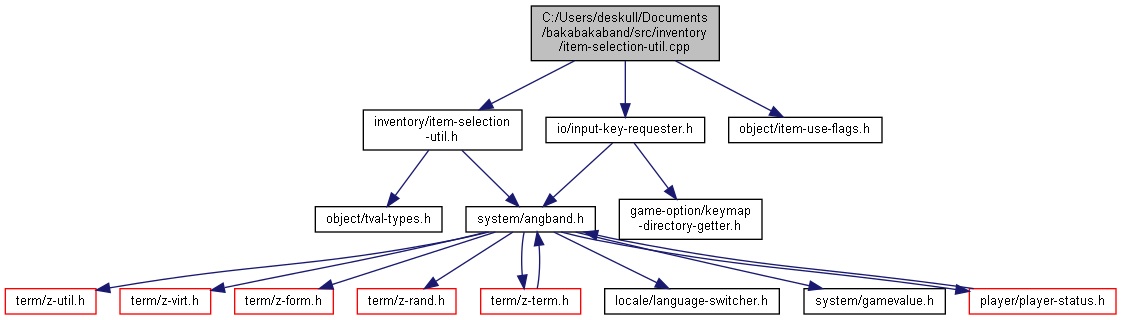 C:/Users/deskull/Documents
/bakabakaband/src/inventory
/item-selection-util.cpp
inventory/item-selection
-util.h
io/input-key-requester.h
object/item-use-flags.h
object/tval-types.h
system/angband.h
game-option/keymap
-directory-getter.h
term/z-util.h
term/z-virt.h
term/z-form.h
term/z-rand.h
term/z-term.h
locale/language-switcher.h
system/gamevalue.h
player/player-status.h